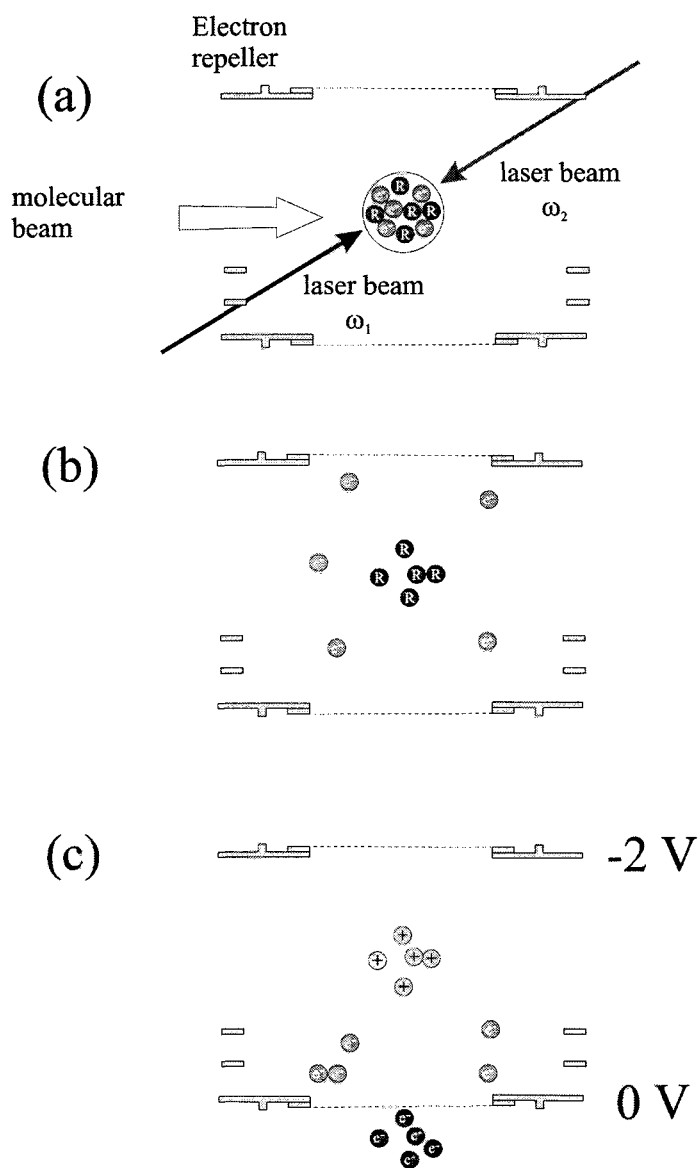 Electron
repeller
(a)
molecular
beam
R
R
R R
R
laser beam
ω₂
laser beam
ω₁
(b)
R
R
R R
R
(c)
-2 V
+
+
+ +
+
0 V
e-
e-
e-
e-
e-